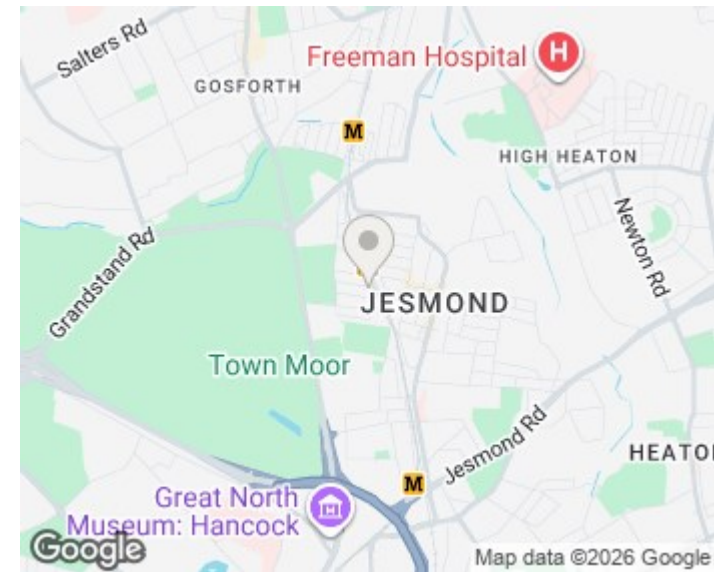 Salters Rd
Freeman Hospital
H
GOSFORTH
M
HIGH HEATON
Newton Rd
Grandstand Rd
JESMOND
Town Moor
Jesmond Rd
HEATO
M
Great North
Museum: Hancock
Google
Map data ©2026 Google